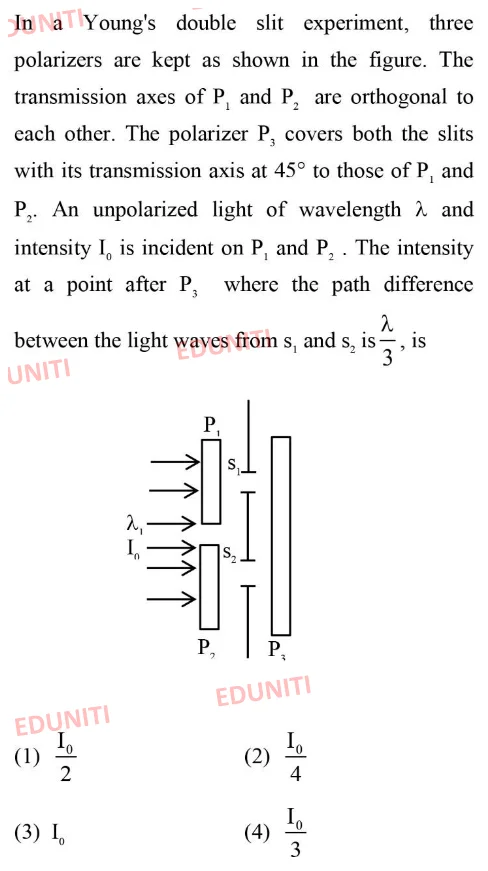 In a Young's double slit experiment, three
polarizers are kept as shown in the figure. The
transmission axes of P₁ and P₂ are orthogonal to
each other. The polarizer P₃ covers both the slits
with its transmission axis at 45° to those of P₁ and
P₂. An unpolarized light of wavelength λ and
intensity I₀ is incident on P₁ and P₂ . The intensity
at a point after P₃ where the path difference
between the light waves from s₁ and s₂ is λ/3 , is
EDUNITI
UNITI
P₁
s₁
λ₁
I₀
s₂
P₂
P₃
EDUNITI
EDUNITI
(1) I₀/2 (2) I₀/4
(3) I₀ (4) I₀/3